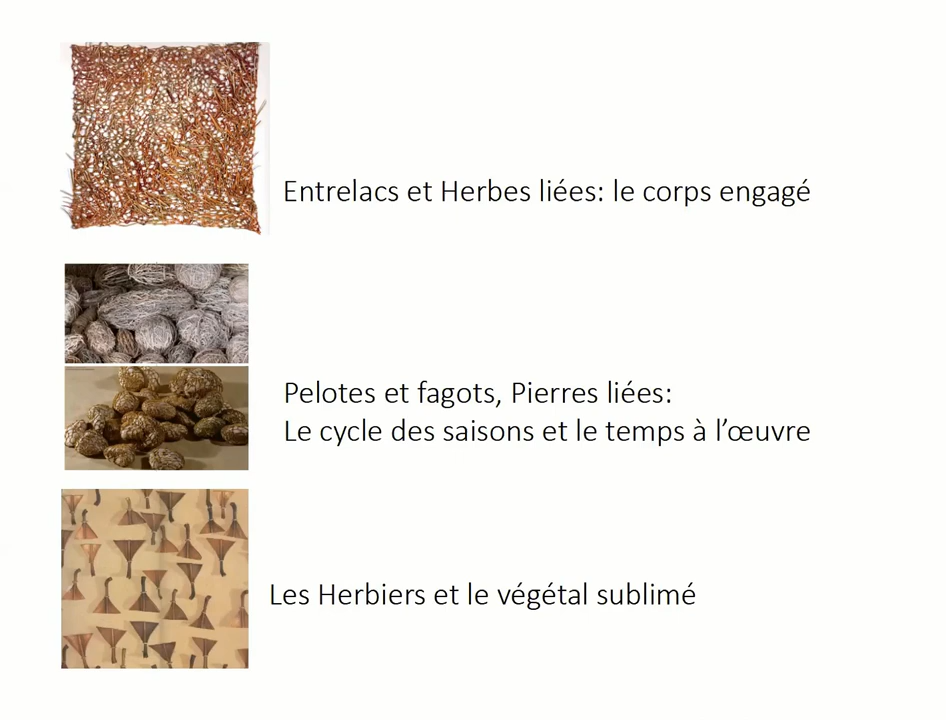 Entrelacs et Herbes liées: le corps engagé
Pelotes et fagots, Pierres liées:
Le cycle des saisons et le temps à l’œuvre
Les Herbiers et le végétal sublimé